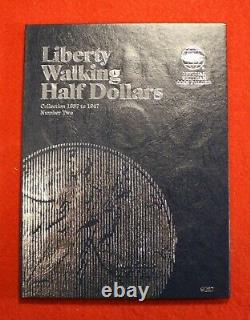 Liberty
Walking
Half Dollars
Collection 1937 to 1947
Number Two